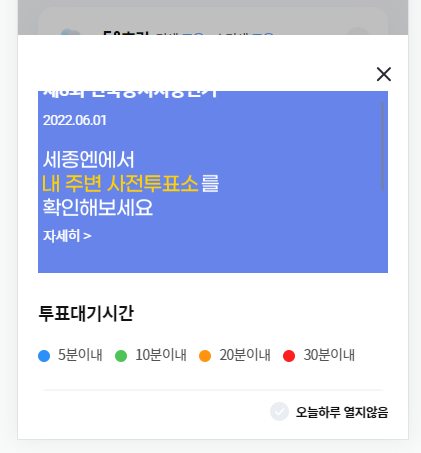 2022.06.01
세종엔에서
내 주변 사전투표소를
확인해보세요
자세히 >
투표대기시간
5분이내 10분이내 20분이내 30분이내
오늘하루 열지않음